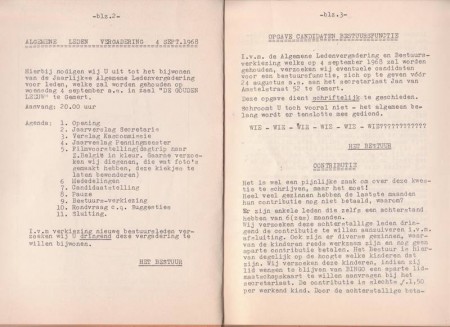 -blz.2-
ALGEMENE LEDEN VERGADERING 4 SEPT.1968
Hierbij nodigen wij U uit tot het bijwonen
van de Jaarlijkse Algemene Ledenvergadering
voor leden, welke zal worden gehouden op
woensdag 4 september a.s. in zaal "DE GOUDEN
LEEUW" te Gemert.
Aanvang: 20.00 uur
Agenda: 1. Opening
2. Jaarverslag Secretaris
3. Verslag Kascommissie
4. Jaarverslag Penningmeester
5. Filmvoorstelling(dagtrip naar
Z.Belgie in kleur. Gaarne verzoe-
ken wij diegenen, die wat foto's
gemaakt hebben, deze kiekjes te
laten bewonderen)
6 Mededelingen
7 Candidaatstelling
8. Pauze
9. Bestuurs-verkiezing
10. Rondvraag c.q. Suggesties
11. Sluiting.
I.v.m verkiezing nieuwe bestuursleden ver-
zoeken wij U dringend deze vergadering te
willen bijwonen.
HET BESTUUR
-blz.3-
OPGAVE CANDIDATEN BESTUURSFUNCTIE
I.v.m. de Algemene Ledenvergadering en Bestuurs-
verkiezing welke op 4 september 1968 zal worden
gehouden, verzoeken wij eventuele candidaten
voor een bestuursfunctie, zich op te geven vóór
24 augustus a.s. aan het secretariaat Jan van
Amstelstraat 52 te Gemert.
Deze opgave dient schriftelijk te geschieden.
Schroomt U toch vooral niet - het algemeen be-
lang wordt er tenslotte mee gediend.
WIE - WIE - WIE - WIE - WIE - WIE????????????
HET BESTUUR
CONTRIBUTIE
het is wel een pijnlijke zaak om over deze kwes-
tie te schrijven, maar het moet!
Heel veel gezinnen hebben de laatste maanden
hun contributie nog niet betaald, waarom?
Er zijn enkele leden die zelfs een achterstand
hebben van 6(zes) maanden.
Wij verzoeken deze achterstallige leden drin-
gend contributie te willen aanzuiveren i.v.m.
afsluiting. Ook zijn er diverse gezinnen, waar-
van de kinderen reeds werkzaam zijn en nog geen
aparte contributie betalen. Het Bestuur is hier-
van degelijk op de hoogte welke kinderen dat
zijn. Wij verzoeken deze kinderen, indien zij
lid wensen te blijven van BINGO een aparte lid-
maatschapskaart te willen aanvragen bij het
secretariaat. De contributie is slechts ƒ.1.50
per werkend kind. Door de achterstallige beta-